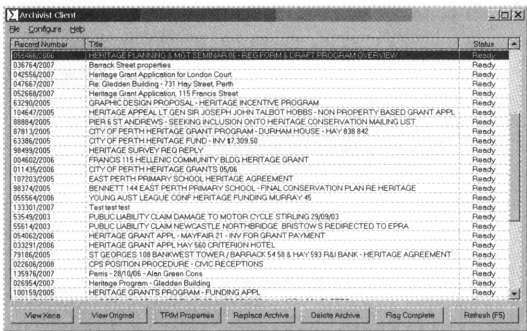 Archivist Client
File Configure Help
Record Number Title Status
055466/2006 HERITAGE PLANNING & MGT SEMINAR 06 - REG FORM & DRAFT PROGRAM OVERVIEW Ready
036764/2007 Barrack Street properties Ready
042556/2007 Heritage Grant Application for London Court. Ready
047667/2007 Re: Gledden Building - 731 Hay Street, Perth Ready
052668/2007 Heritage Grant Application, 115 Francis Street Ready
63290/2005 GRAPHIC DESIGN PROPOSAL - HERITAGE INCENTIVE PROGRAM Ready
104647/2005 HERITAGE APPEAL LT GEN SIR JOSEPH JOHN TALBOT HOBBS - NON PROPERTY BASED GRANT APPL Ready
88884/2005 PIER 6 ST ANDREWS - SEEKING INCLUSION ONTO HERITAGE CONSERVATION MAILING LIST Ready
87813/2005 CITY OF PERTH HERITAGE GRANT PROGRAM - DURHAM HOUSE - HAY 838 842 Ready
63386/2005 CITY OF PERTH HERITAGE FUND - INV $7,309.50 Ready
98499/2005 HERITAGE SURVEY REQ REPLY Ready
004602/2006 FRANCIS 115 HELLENIC COMMUNITY BLDG HERITAGE GRANT Ready
011435/2006 CITY OF PERTH HERITAGE GRANTS 05/06 Ready
107203/2005 EAST PERTH PRIMARY SCHOOL HERITAGE AGREEMENT Ready
98374/2005 BENNETT 144 EAST PERTH PRIMARY SCHOOL - FINAL CONSERVATION PLAN RE HERITAGE Ready
055564/2006 YOUNG AUST LEAGUE CONF HERITAGE FUNDING MURRAY 45 Ready
133301/2007 Test test test Ready
53549/2003 PUBLIC LIABILITY CLAIM DAMAGE TO MOTOR CYCLE STIRLING 29/09/03 Ready
55614/2003 PUBLIC LIABILITY CLAIM NEWCASTLE NORTHBRIDGE BRISTOW S REDIRECTED TO EPRA Ready
054062/2006 HERITAGE GRANT APPL - MAYFAIR 21 - INV FOR GRANT PAYMENT Ready
033291/2006 HERITAGE GRANT APPL HAY 560 CRITERION HOTEL Ready
79186/2005 ST GEORGES 108 BANKWEST TOWER / BARRACK 54 58 & HAY 593 R&I BANK - HERITAGE AGREEMENT Ready
022606/2008 CPS POSITION PROCEDURE - CIVIC RECEPTIONS Ready
135976/2007 Perris - 28/10/06 - Alan Green Cons Ready
026954/2007 Heritage Program - Gledden Building Ready
100159/2005 HERITAGE GRANTS PROGRAM - FUNDING APPL Ready
View Xena View Original TRIM Properties Replace Archive Delete Archive Flag Complete Refresh (F5)